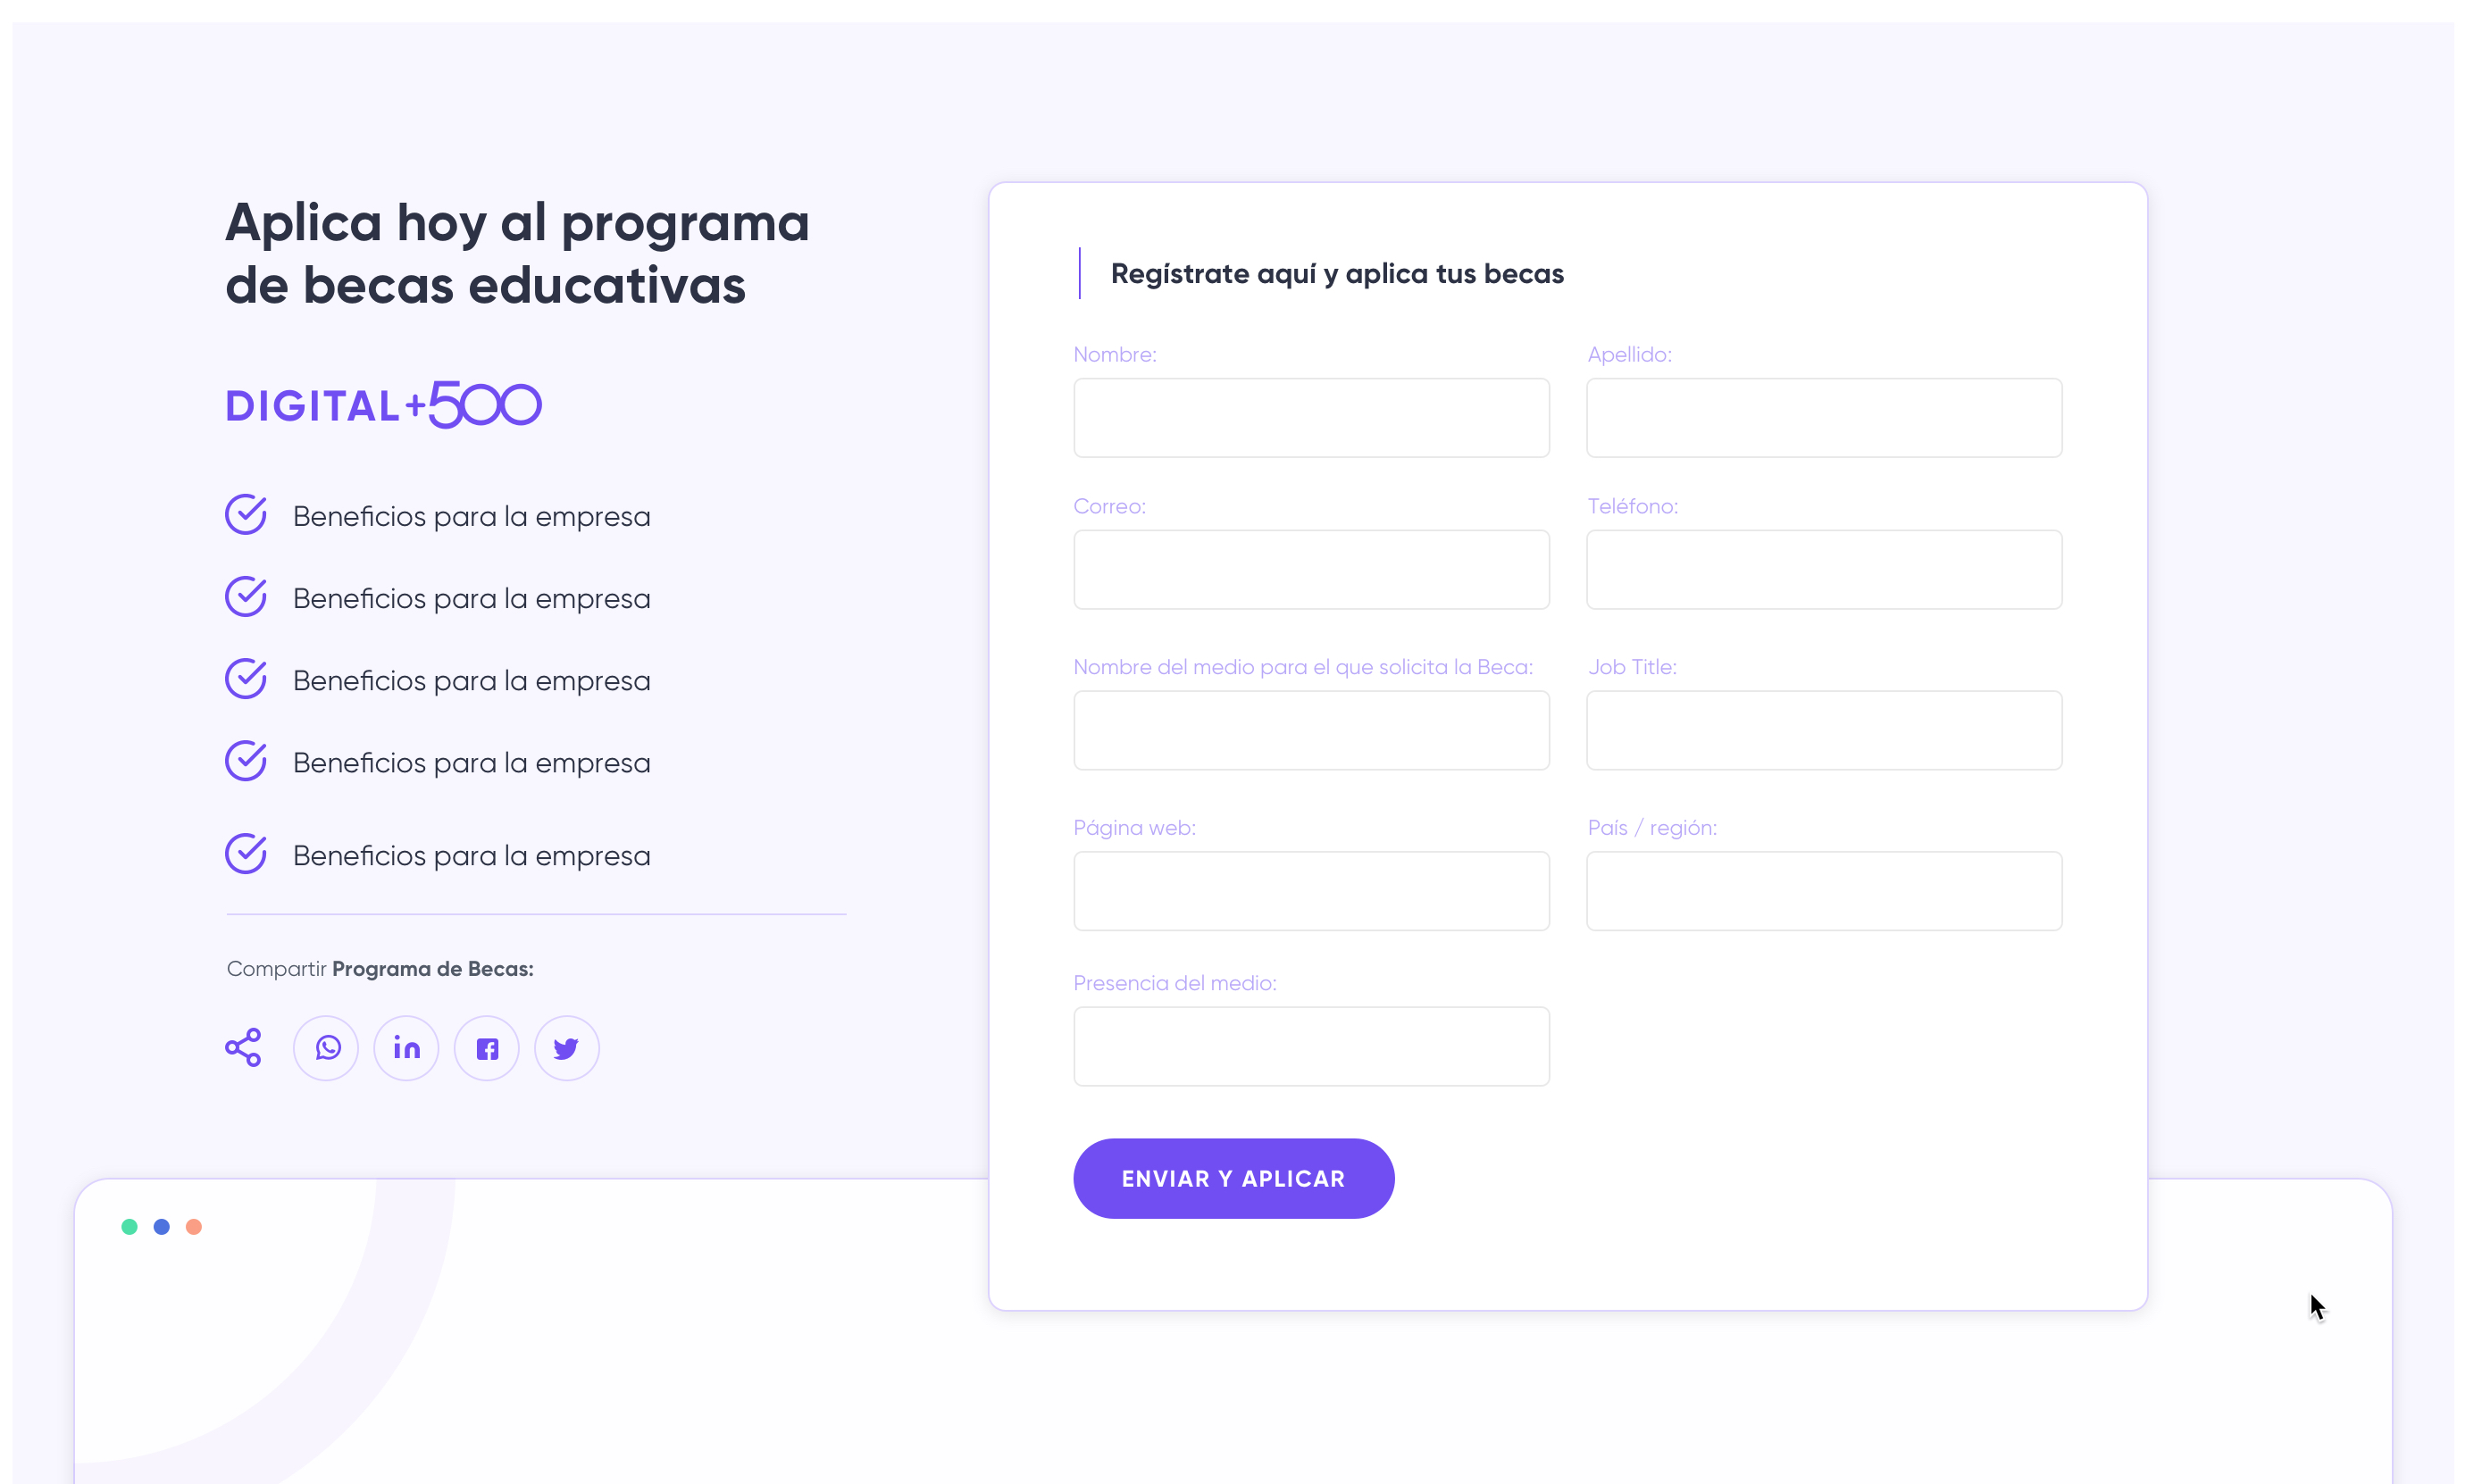 Aplica hoy al programa
de becas educativas
DIGITAL+500
Beneficios para la empresa
Beneficios para la empresa
Beneficios para la empresa
Beneficios para la empresa
Beneficios para la empresa
Compartir Programa de Becas:
Regístrate aquí y aplica tus becas
Nombre:
Apellido:
Correo:
Teléfono:
Nombre del medio para el que solicita la Beca:
Job Title:
Página web:
País / región:
Presencia del medio:
ENVIAR Y APLICAR